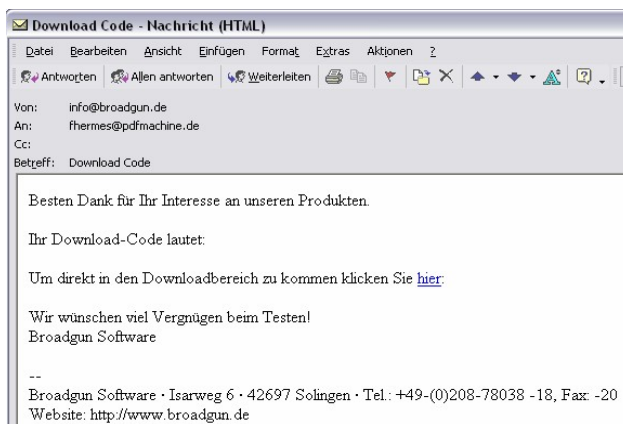 Download Code - Nachricht (HTML)
Datei Bearbeiten Ansicht Einfügen Format Extras Aktionen ?
Antworten Allen antworten Weiterleiten
Von: info@broadgun.de
An: fhermes@pdfmachine.de
Cc:
Betreff: Download Code
Besten Dank für Ihr Interesse an unseren Produkten.
Ihr Download-Code lautet:
Um direkt in den Downloadbereich zu kommen klicken Sie hier:
Wir wünschen viel Vergnügen beim Testen!
Broadgun Software
--
Broadgun Software · Isarweg 6 · 42697 Solingen · Tel.: +49-(0)208-78038 -18, Fax: -20
Website: http://www.broadgun.de